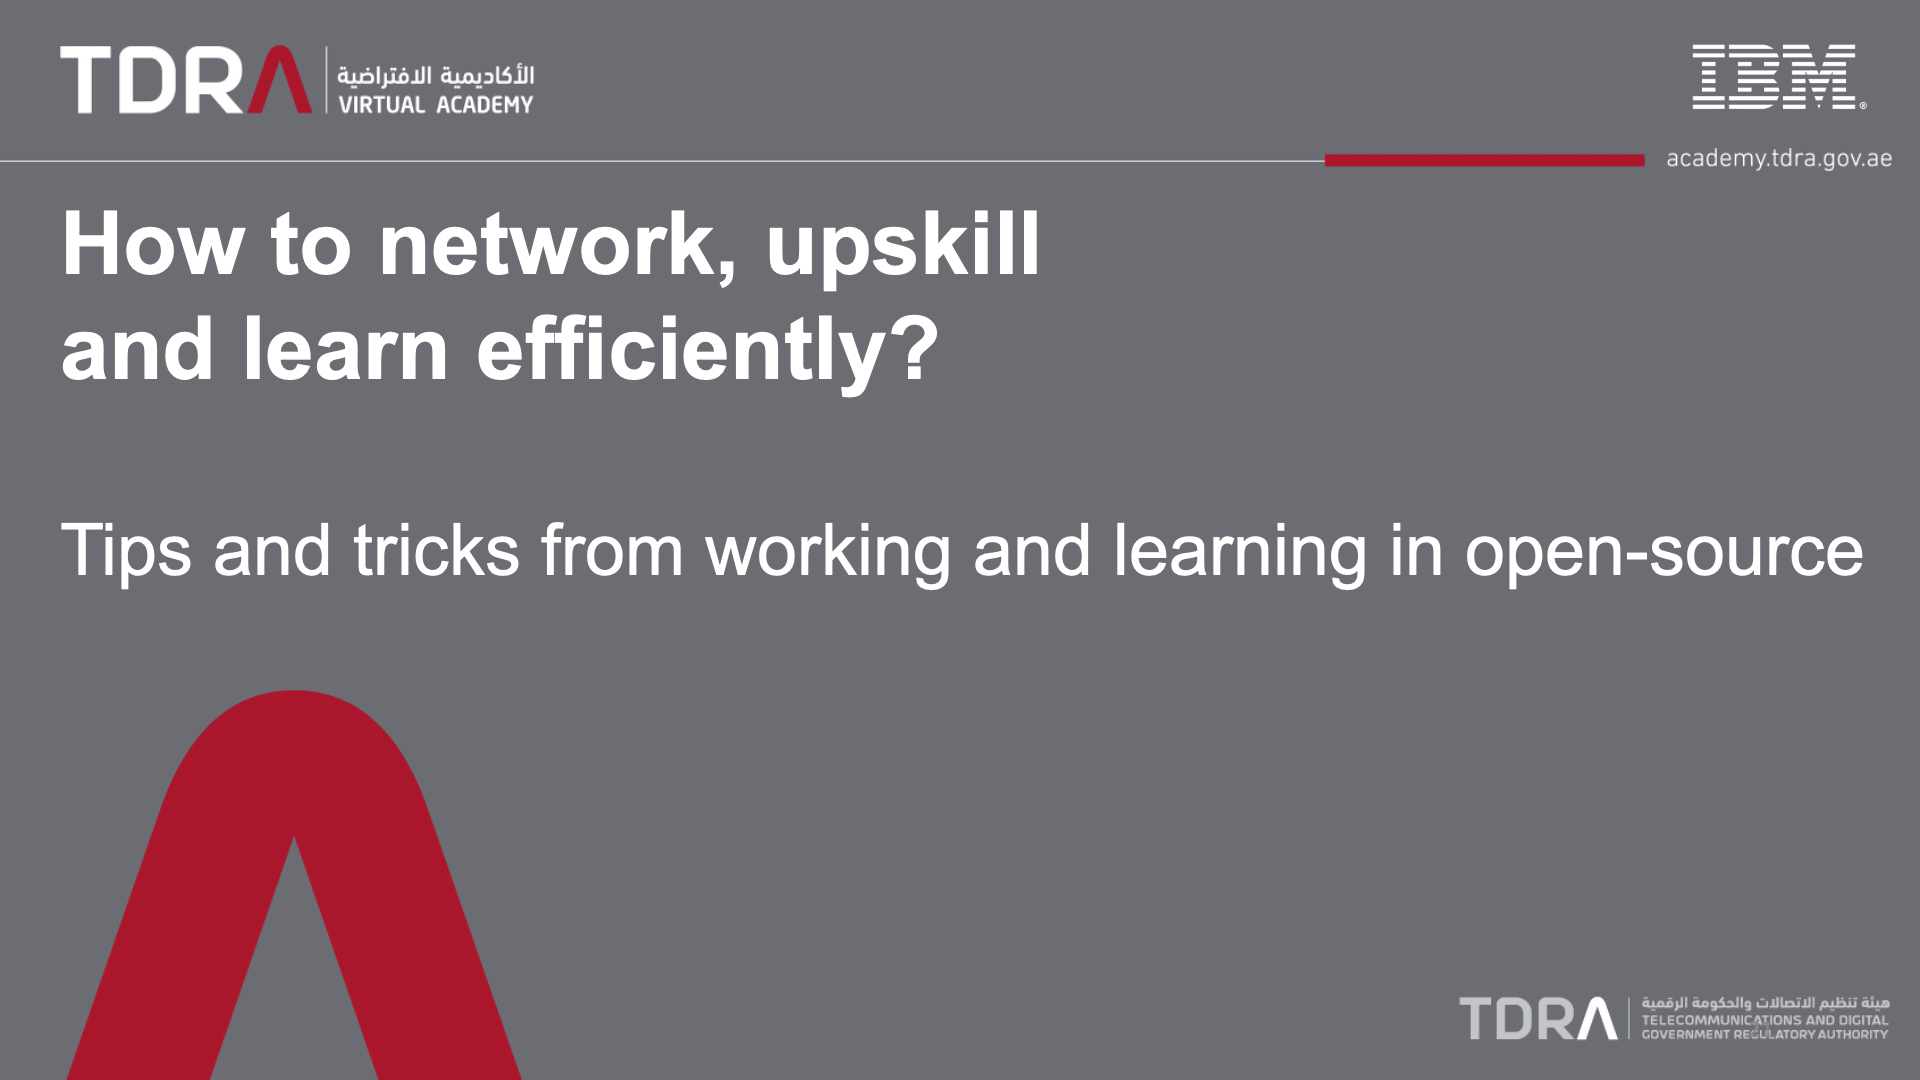 TDRA
الأكاديمية الافتراضية
VIRTUAL ACADEMY
IBM®
academy.tdra.gov.ae
How to network, upskill
and learn efficiently?
Tips and tricks from working and learning in open-source
TDRA
هيئة تنظيم الاتصالات والحكومة الرقمية
TELECOMMUNICATIONS AND DIGITAL
GOVERNMENT REGULATORY AUTHORITY